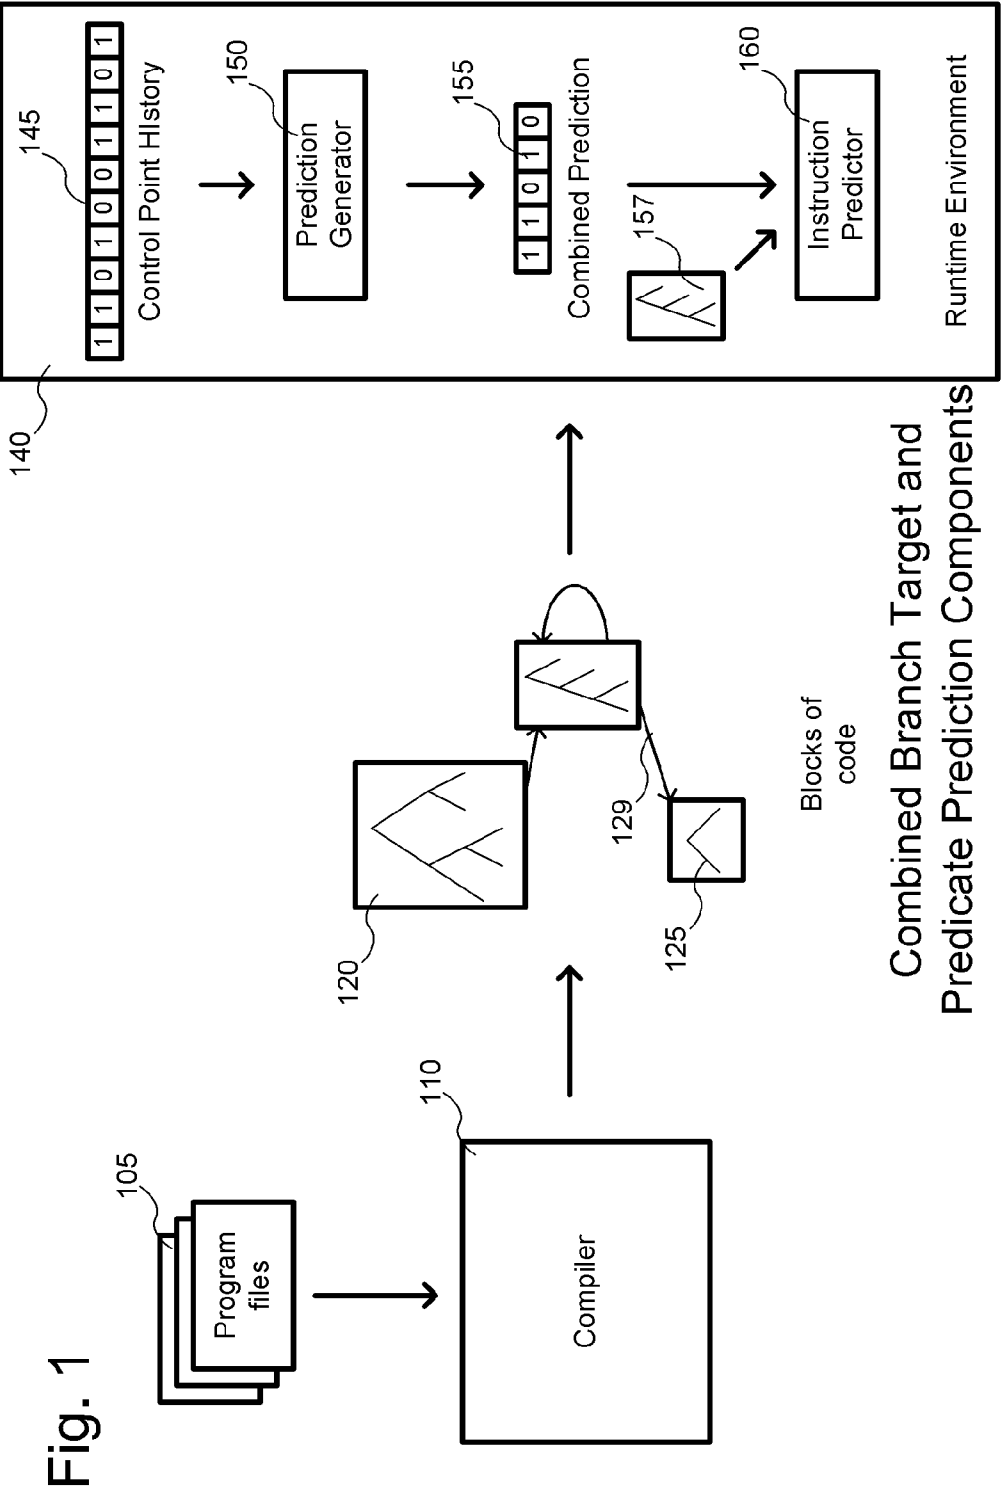 Fig. 1
105
Program
files
110
Compiler
120
125
129
Blocks of
code
140
145
1 1 0 1 0 0 1 1 0 1
Control Point HIstory
150
Prediction
Generator
155
1 1 0 1 0
Combined Prediction
157
160
Instruction
Predictor
Runtime Environment
Combined Branch Target and
Predicate Prediction Components